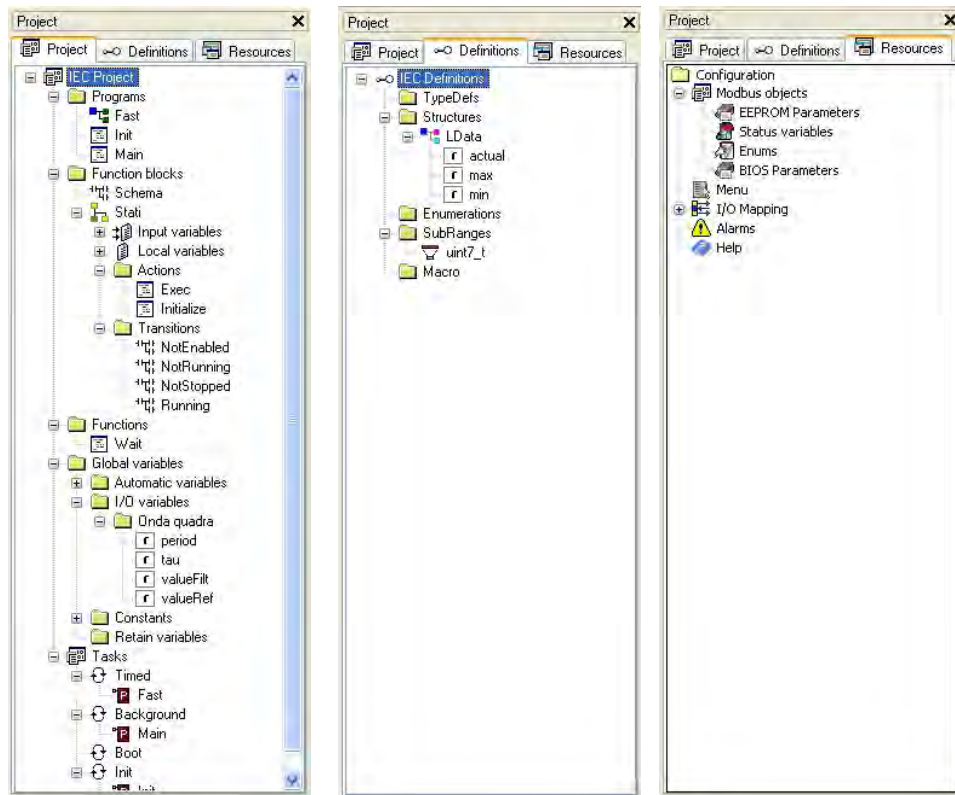 Project
Project Definitions Resources
IEC Project
Programs
Fast
Init
Main
Function blocks
Schema
Stati
Input variables
Local variables
Actions
Exec
Initialize
Transitions
NotEnabled
NotRunning
NotStopped
Running
Functions
Wait
Global variables
Automatic variables
I/O variables
Onda quadra
period
tau
valueFilt
valueRef
Constants
Retain variables
Tasks
Timed
Fast
Background
Main
Boot
Init
Project
Project Definitions Resources
IEC Definitions
TypeDefs
Structures
LData
actual
max
min
Enumerations
SubRanges
uint7_t
Macro
Project
Project Definitions Resources
Configuration
Modbus objects
EEPROM Parameters
Status variables
Enums
BIOS Parameters
Menu
I/O Mapping
Alarms
Help